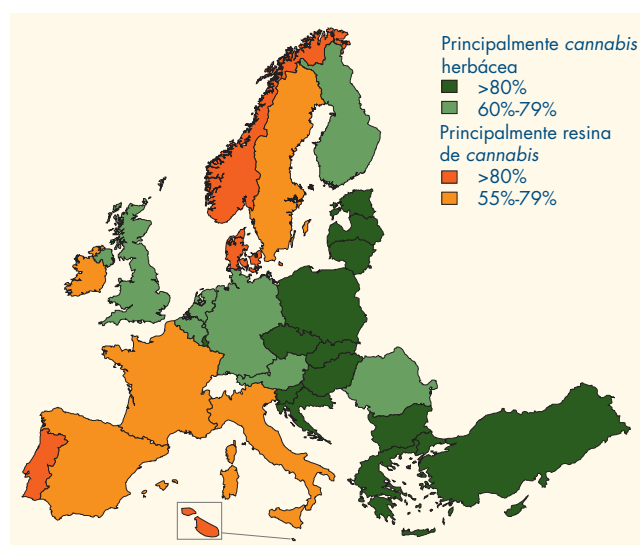 Principalmente cannabis
herbácea
>80%
60%-79%
Principalmente resina
de cannabis
>80%
55%-79%